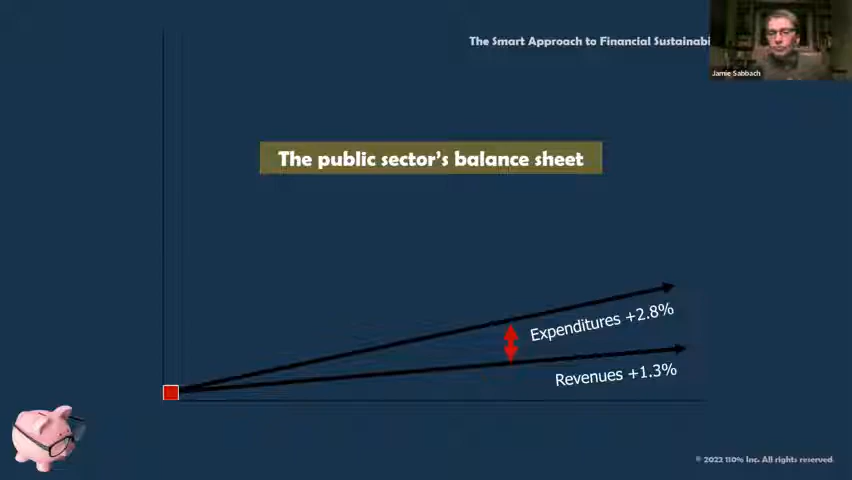 The Smart Approach to Financial Sustainabi
Jamie Sabbach
The public sector's balance sheet
Expenditures +2.8%
Revenues +1.3%
© 2022 110% Inc. All rights reserved.